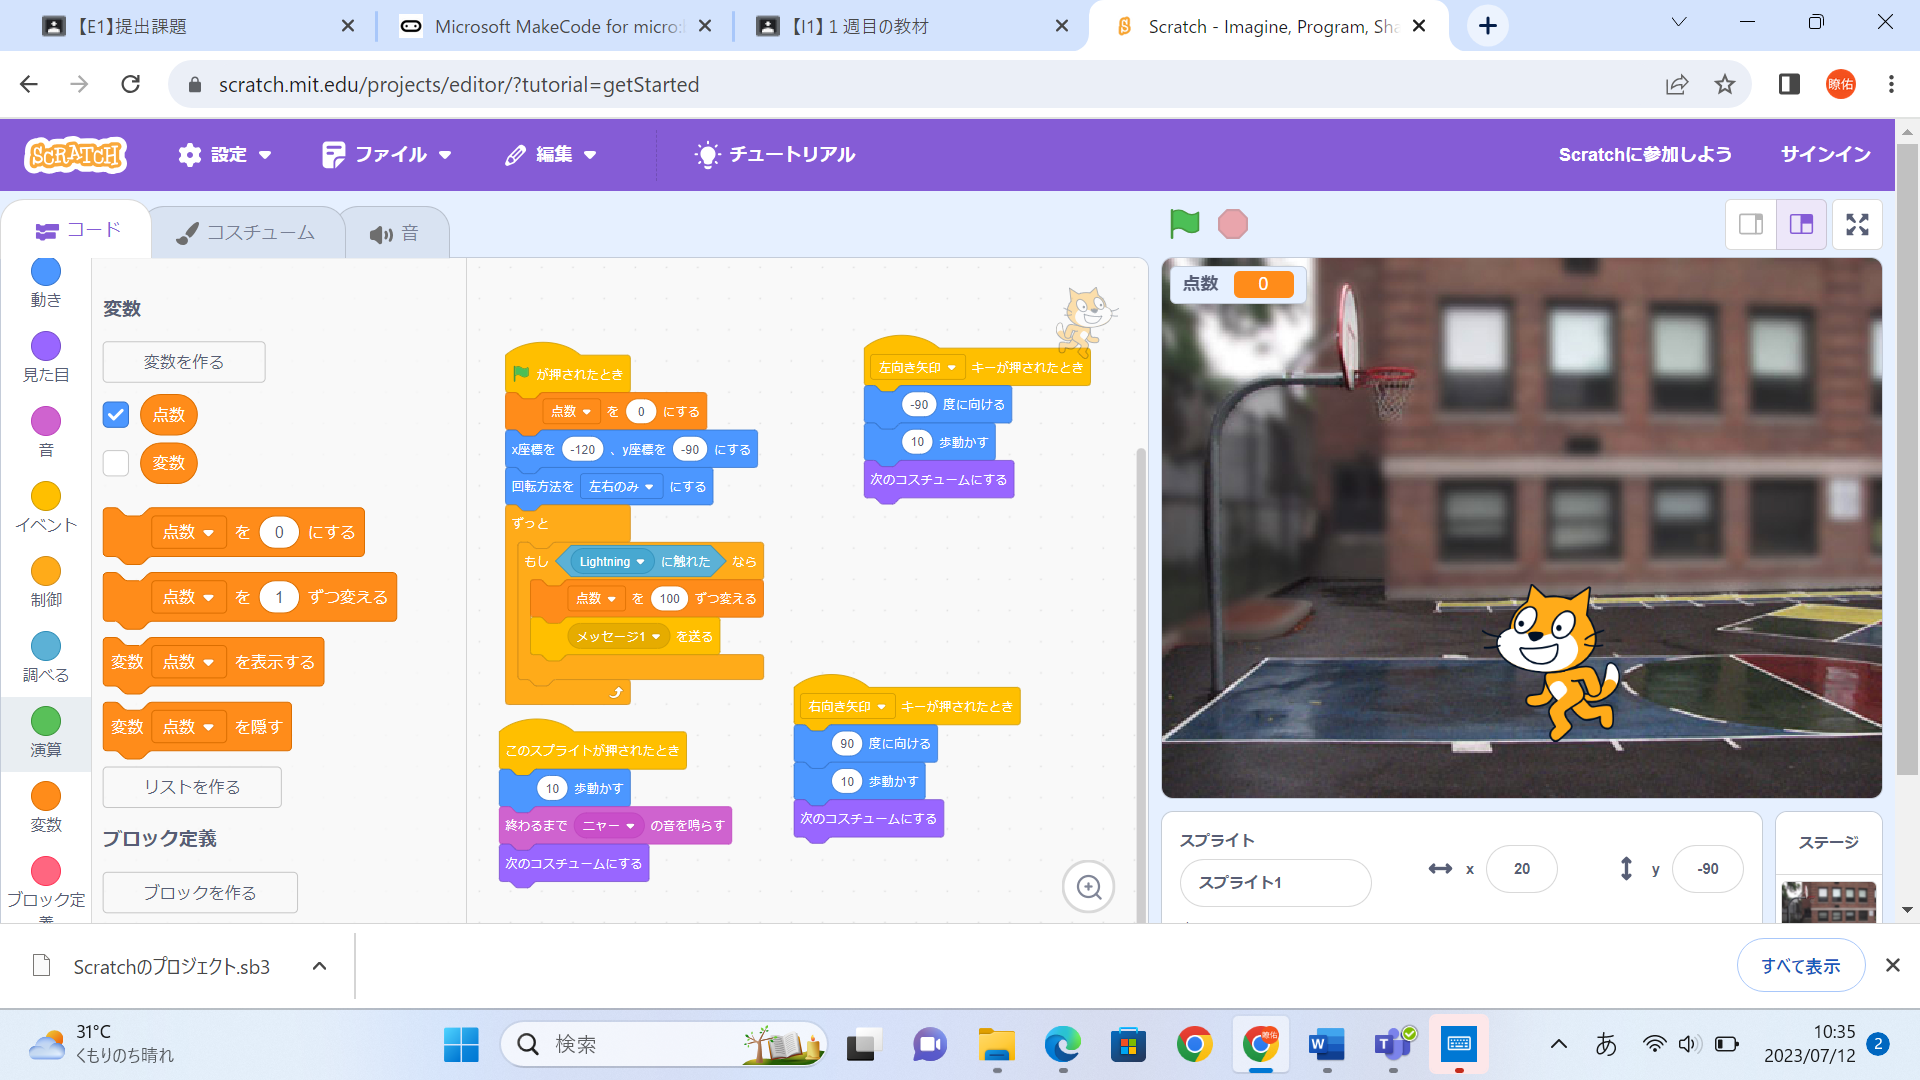 【E1】提出課題
Microsoft MakeCode for micro:
【I1】１週目の教材
Scratch - Imagine, Program, Sha
scratch.mit.edu/projects/editor/?tutorial=getStarted
瞭佑
SCRATCH
設定
ファイル
編集
チュートリアル
Scratchに参加しよう
サインイン
コード
コスチューム
音
動き
見た目
音
イベント
制御
調べる
演算
変数
ブロック定義
変数
変数を作る
点数
変数
点数 を 0 にする
点数 を 1 ずつ変える
変数 点数 を表示する
変数 点数 を隠す
リストを作る
ブロック定義
ブロックを作る
が押されたとき
点数 を 0 にする
x座標を -120 、y座標を -90 にする
回転方法を 左右のみ にする
ずっと
もし Lightning に触れた なら
点数 を 100 ずつ変える
メッセージ1 を送る
このスプライトが押されたとき
10 歩動かす
終わるまで ニャー の音を鳴らす
次のコスチュームにする
左向き矢印 キーが押されたとき
-90 度に向ける
10 歩動かす
次のコスチュームにする
右向き矢印 キーが押されたとき
90 度に向ける
10 歩動かす
次のコスチュームにする
点数 0
スプライト
スプライト1
x 20
y -90
ステージ
Scratchのプロジェクト.sb3
すべて表示
31°C
くもりのち晴れ
検索
あ
10:35
2023/07/12
2